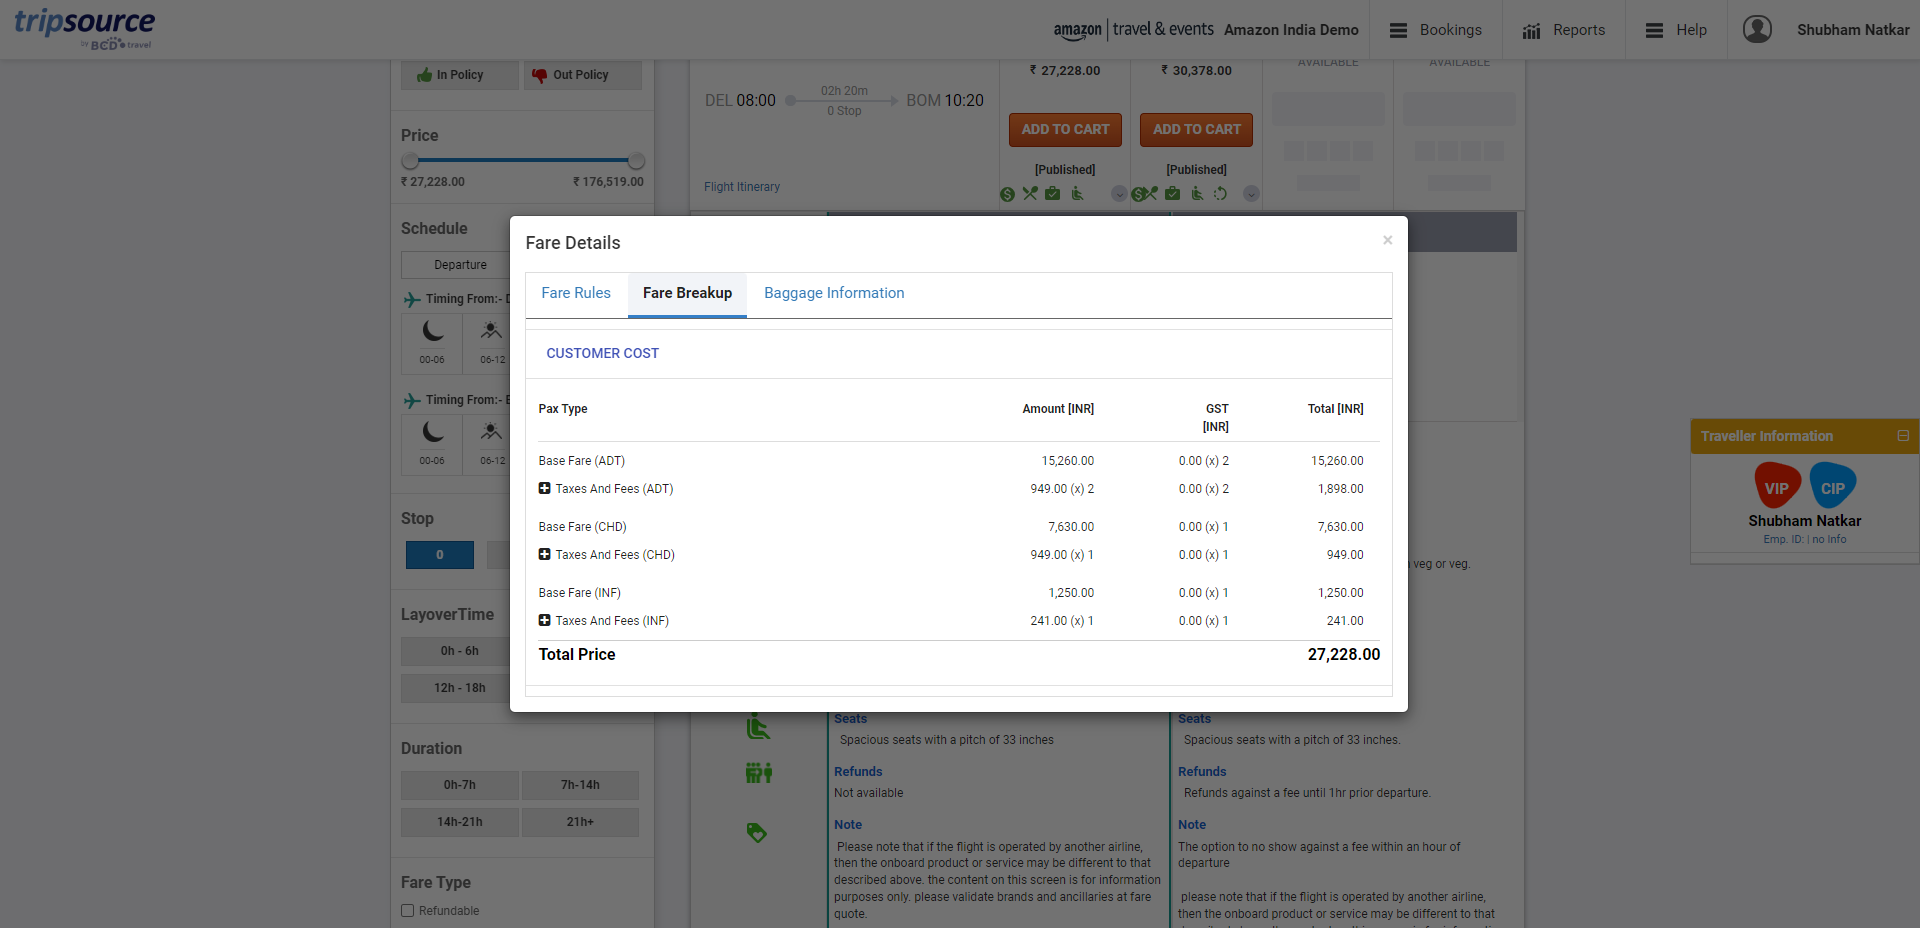 tripsource
by BCD travel
amazon | travel & events Amazon India Demo
Bookings
Reports
Help
Shubham Natkar
In Policy
Out Policy
Price
₹ 27,228.00 ₹ 176,519.00
Schedule
Departure
Timing From:-
00-06 06-12
Timing From:-
00-06 06-12
Stop
0
LayoverTime
0h - 6h
12h - 18h
Duration
0h-7h 7h-14h
14h-21h 21h+
Fare Type
Refundable
₹ 27,228.00 ₹ 30,378.00 AVAILABLE AVAILABLE
DEL 08:00 02h 20m BOM 10:20
0 Stop
ADD TO CART ADD TO CART
[Published] [Published]
Flight Itinerary
Fare Details ×
Fare Rules Fare Breakup Baggage Information
CUSTOMER COST
Pax Type Amount [INR] GST [INR] Total [INR]
Base Fare (ADT) 15,260.00 0.00 (x) 2 15,260.00
Taxes And Fees (ADT) 949.00 (x) 2 0.00 (x) 2 1,898.00
Base Fare (CHD) 7,630.00 0.00 (x) 1 7,630.00
Taxes And Fees (CHD) 949.00 (x) 1 0.00 (x) 1 949.00
Base Fare (INF) 1,250.00 0.00 (x) 1 1,250.00
Taxes And Fees (INF) 241.00 (x) 1 0.00 (x) 1 241.00
Total Price 27,228.00
veg or veg.
Seats
Spacious seats with a pitch of 33 inches
Refunds
Not available
Note
Please note that if the flight is operated by another airline,
then the onboard product or service may be different to that
described above. the content on this screen is for information
purposes only. please validate brands and ancillaries at fare
quote.
Seats
Spacious seats with a pitch of 33 inches.
Refunds
Refunds against a fee until 1hr prior departure.
Note
The option to no show against a fee within an hour of
departure
please note that if the flight is operated by another airline,
then the onboard product or service may be different to that
Traveller Information
VIP CIP
Shubham Natkar
Emp. ID: | no Info